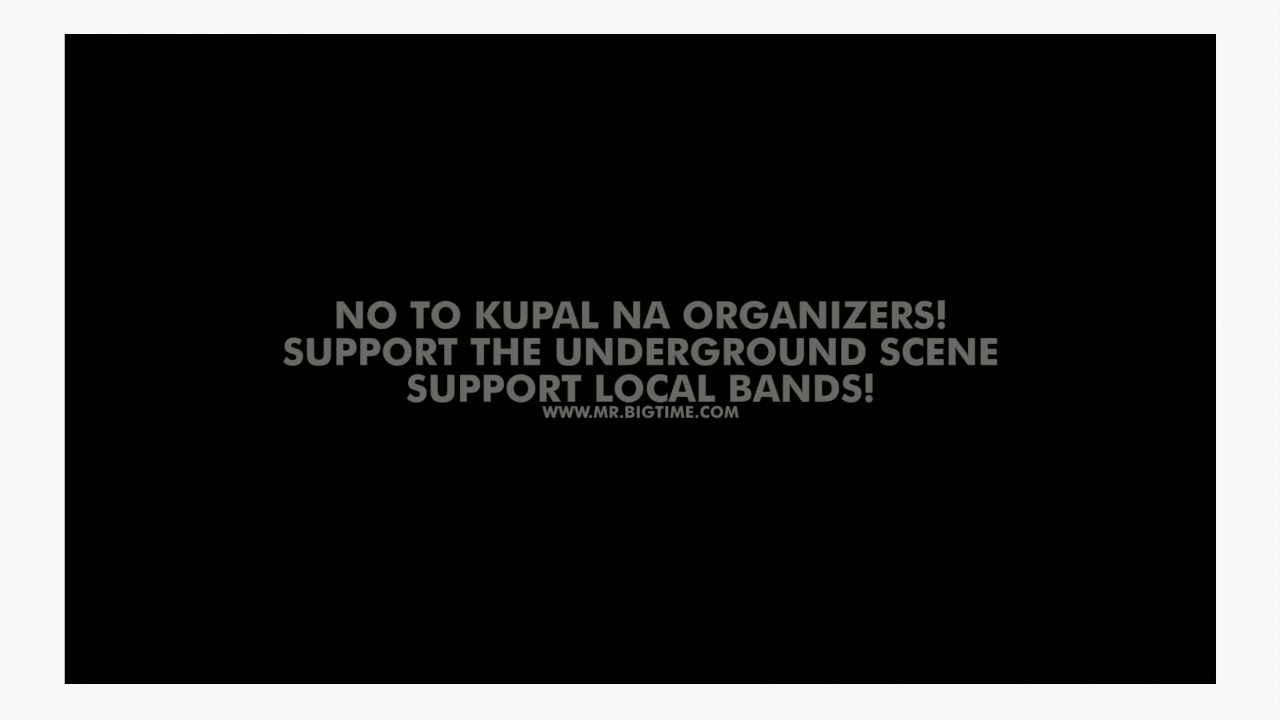 NO TO KUPAL NA ORGANIZERS!
SUPPORT THE UNDERGROUND SCENE
SUPPORT LOCAL BANDS!
WWW.MR.BIGTIME.COM